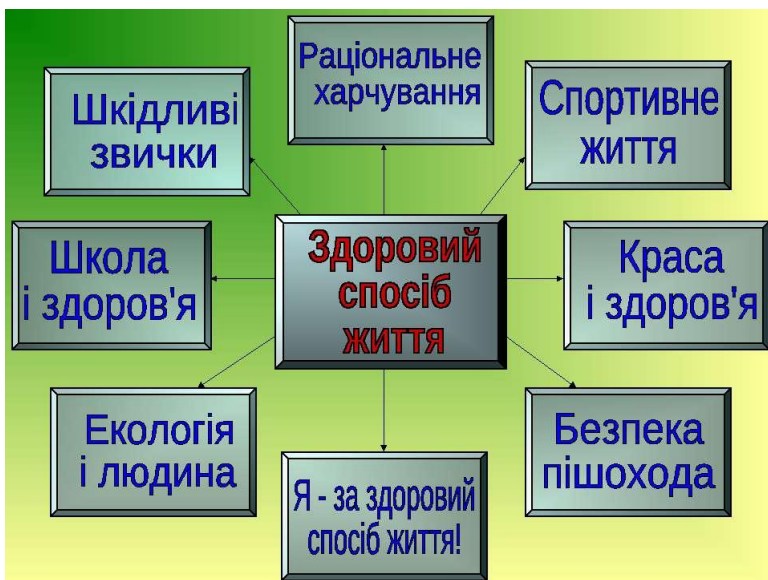 Раціональне
харчування
Шкідливі
звички
Спортивне
життя
Школа
і здоров'я
Здоровий
спосіб
життя
Краса
і здоров'я
Екологія
і людина
Безпека
пішохода
Я - за здоровий
спосіб життя!